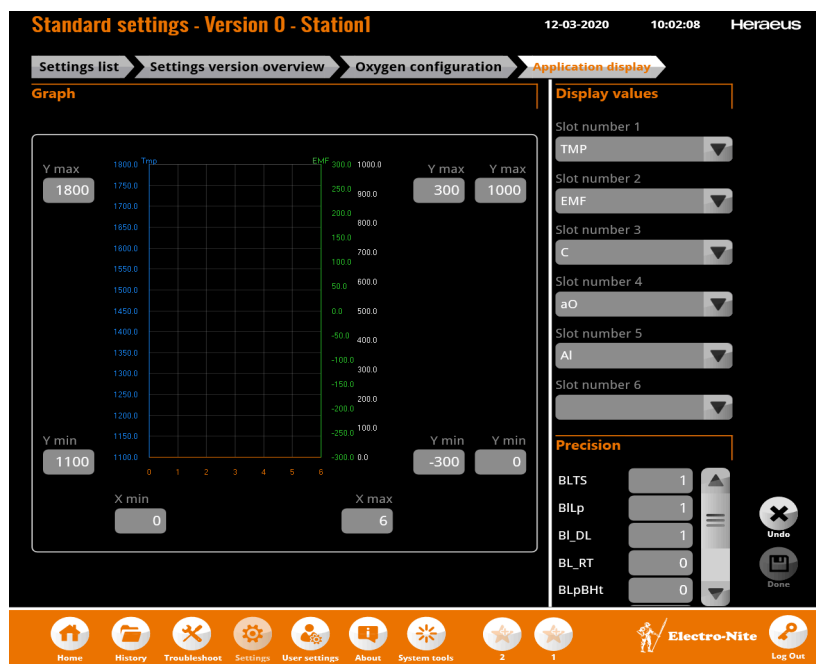 Standard settings - Version 0 - Station1
12-03-2020 10:02:08 Heraeus
Settings list Settings version overview Oxygen configuration Application display
Graph
Y max
1800
Tmp
1800.0
1750.0
1700.0
1650.0
1600.0
1550.0
1500.0
1450.0
1400.0
1350.0
1300.0
1250.0
1200.0
1150.0
1100.0
0 1 2 3 4 5 6
EMF
300.0
250.0
200.0
150.0
100.0
50.0
0.0
-50.0
-100.0
-150.0
-200.0
-250.0
-300.0
1000.0
900.0
800.0
700.0
600.0
500.0
400.0
300.0
200.0
100.0
0.0
Y max Y max
300 1000
Y min
1100
Y min Y min
-300 0
X min
0
X max
6
Display values
Slot number 1
TMP
Slot number 2
EMF
Slot number 3
C
Slot number 4
aO
Slot number 5
Al
Slot number 6
Precision
BLTS 1
BlLp 1
Bl_DL 1
BL_RT 0
BLpBHt 0
Undo
Done
Home History Troubleshoot Settings User settings About System tools 2 1
Electro-Nite
Log Out